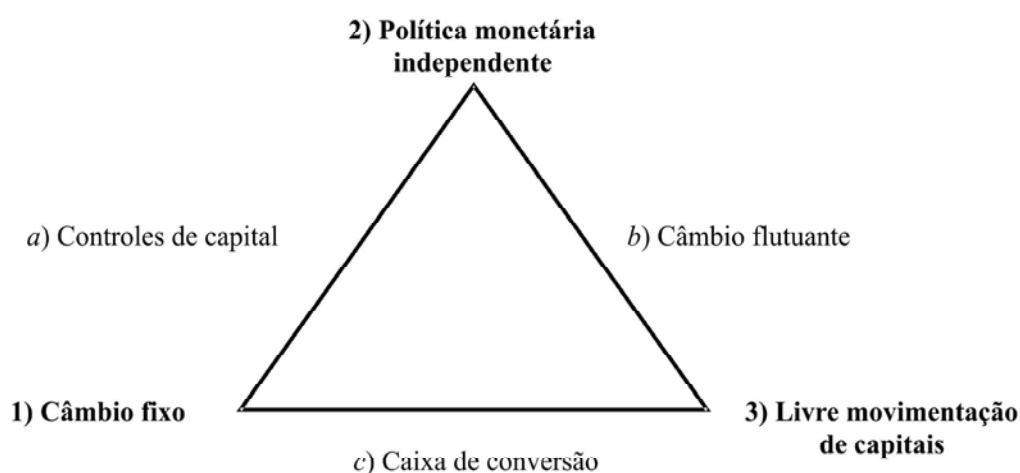 2) Política monetária
independente
a) Controles de capital
b) Câmbio flutuante
1) Câmbio fixo
3) Livre movimentação
de capitais
c) Caixa de conversão